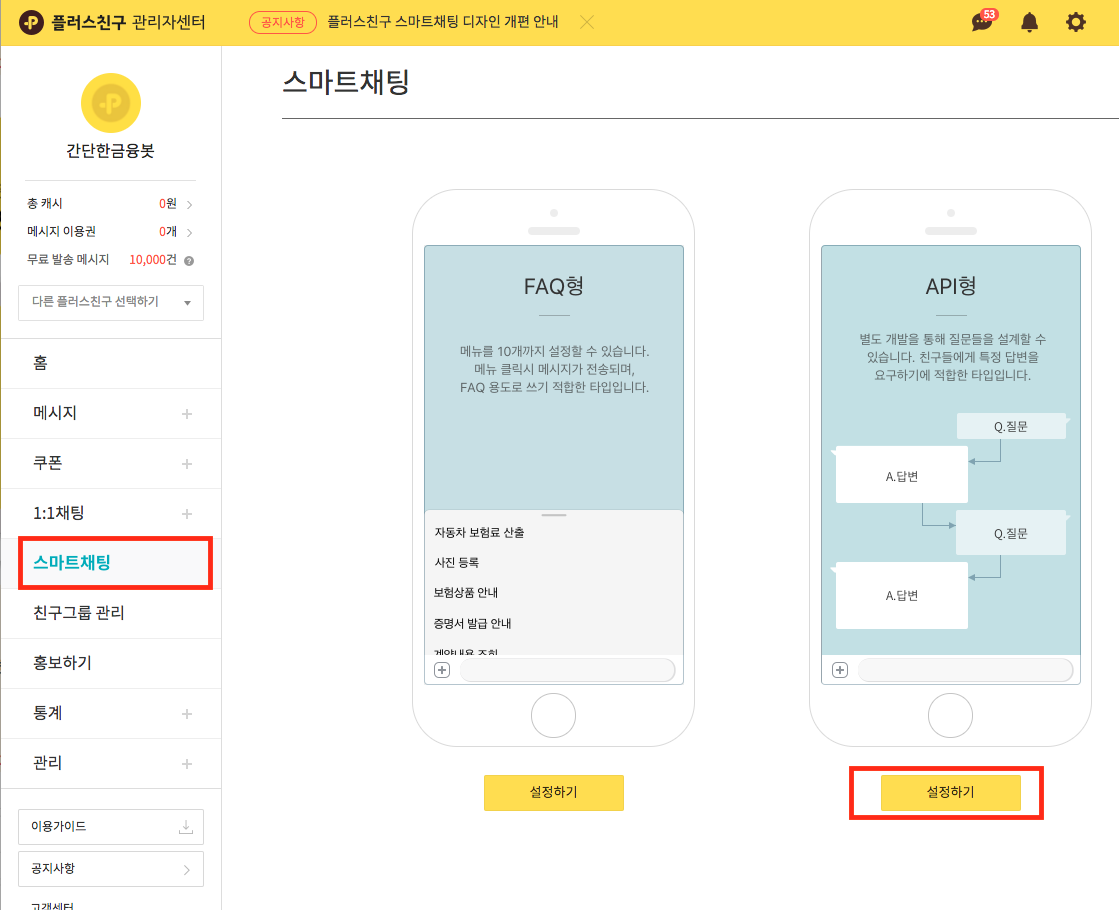 플러스친구 관리자센터
공지사항 플러스친구 스마트채팅 디자인 개편 안내
53
간단한금융봇
총 캐시 0원
메시지 이용권 0개
무료 발송 메시지 10,000건 ?
다른 플러스친구 선택하기
홈
메시지
쿠폰
1:1채팅
스마트채팅
친구그룹 관리
홍보하기
통계
관리
이용가이드
공지사항
고객센터
스마트채팅
FAQ형
메뉴를 10개까지 설정할 수 있습니다.
메뉴 클릭시 메시지가 전송되며,
FAQ 용도로 쓰기 적합한 타입입니다.
자동차 보험료 산출
사진 등록
보험상품 안내
증명서 발급 안내
계약내용 조회
설정하기
API형
별도 개발을 통해 질문들을 설계할 수
있습니다. 친구들에게 특정 답변을
요구하기에 적합한 타입입니다.
Q.질문
A.답변
Q.질문
A.답변
설정하기